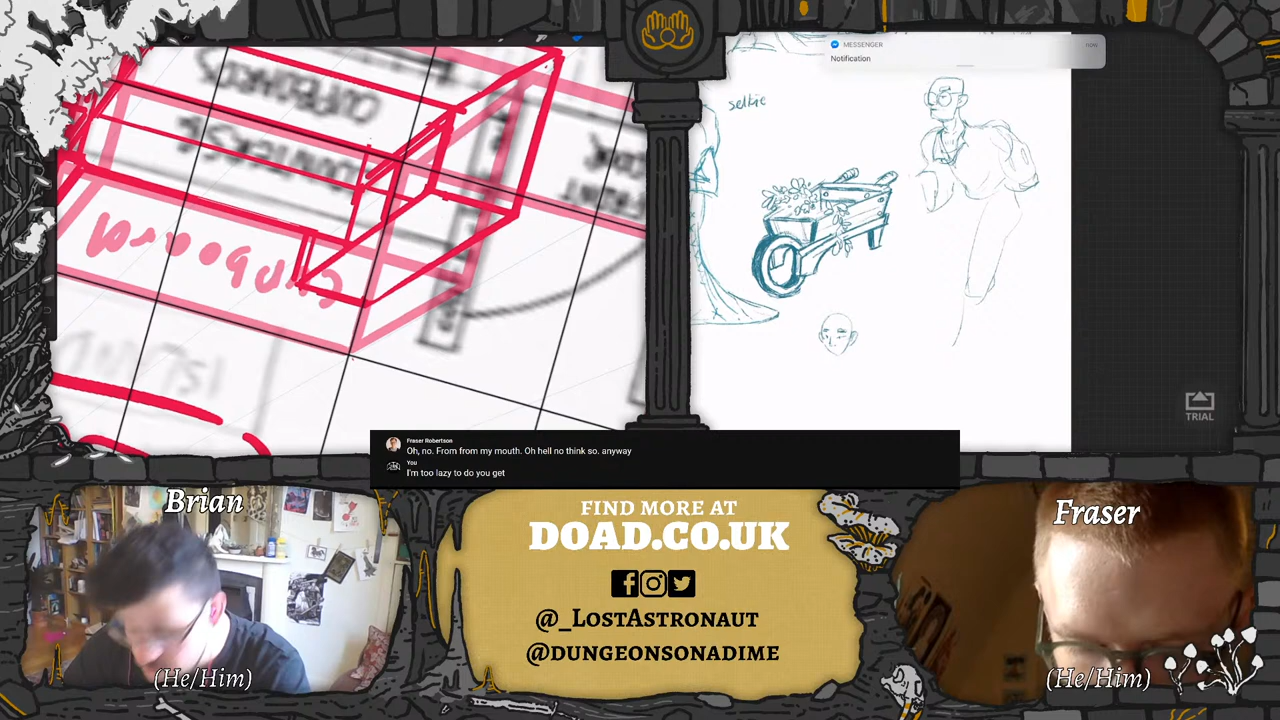 MESSENGER
Notification
selkie
CUPBOARDS
cupboard
TRIAL
Fraser Robertson
Oh, no. From from my mouth. Oh hell no think so. anyway
You
I'm too lazy to do you get
Brian
(He/Him)
FIND MORE AT
DOAD.CO.UK
@_LostAstronaut
@dungeonsonadime
Fraser
(He/Him)